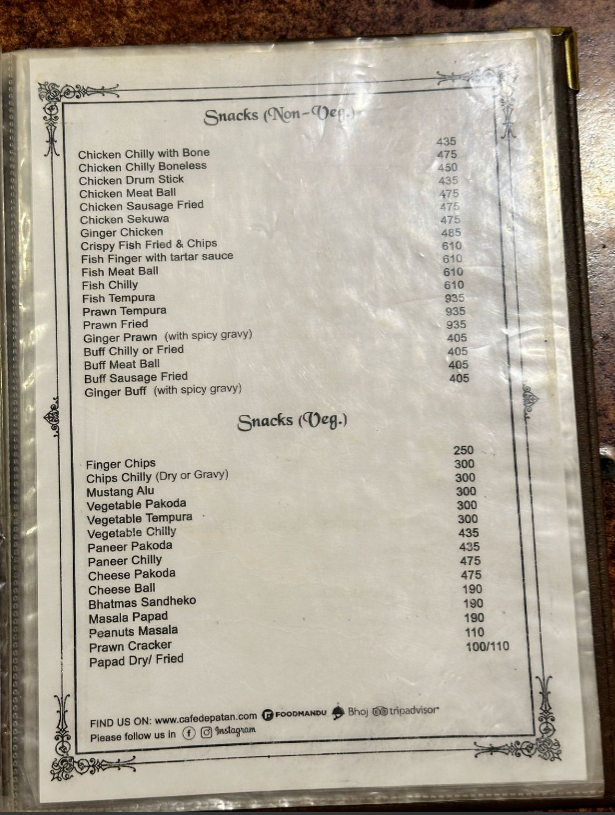 Snacks (Non-Veg.)
Chicken Chilly with Bone 435
Chicken Chilly Boneless 475
Chicken Drum Stick 450
Chicken Meat Ball 435
Chicken Sausage Fried 475
Chicken Sekuwa 475
Ginger Chicken 475
Crispy Fish Fried & Chips 485
Fish Finger with tartar sauce 610
Fish Meat Ball 610
Fish Chilly 610
Fish Tempura 610
Prawn Tempura 935
Prawn Fried 935
Ginger Prawn (with spicy gravy) 935
Buff Chilly or Fried 405
Buff Meat Ball 405
Buff Sausage Fried 405
Ginger Buff (with spicy gravy) 405
Snacks (Veg.)
Finger Chips 250
Chips Chilly (Dry or Gravy) 300
Mustang Alu 300
Vegetable Pakoda 300
Vegetable Tempura 300
Vegetable Chilly 300
Paneer Pakoda 435
Paneer Chilly 435
Cheese Pakoda 475
Cheese Ball 475
Bhatmas Sandheko 190
Masala Papad 190
Peanuts Masala 190
Prawn Cracker 110
Papad Dry/ Fried 100/110
FIND US ON: www.cafedepatan.com FOODMANDU Bhoj tripadvisor
Please follow us in Instagram